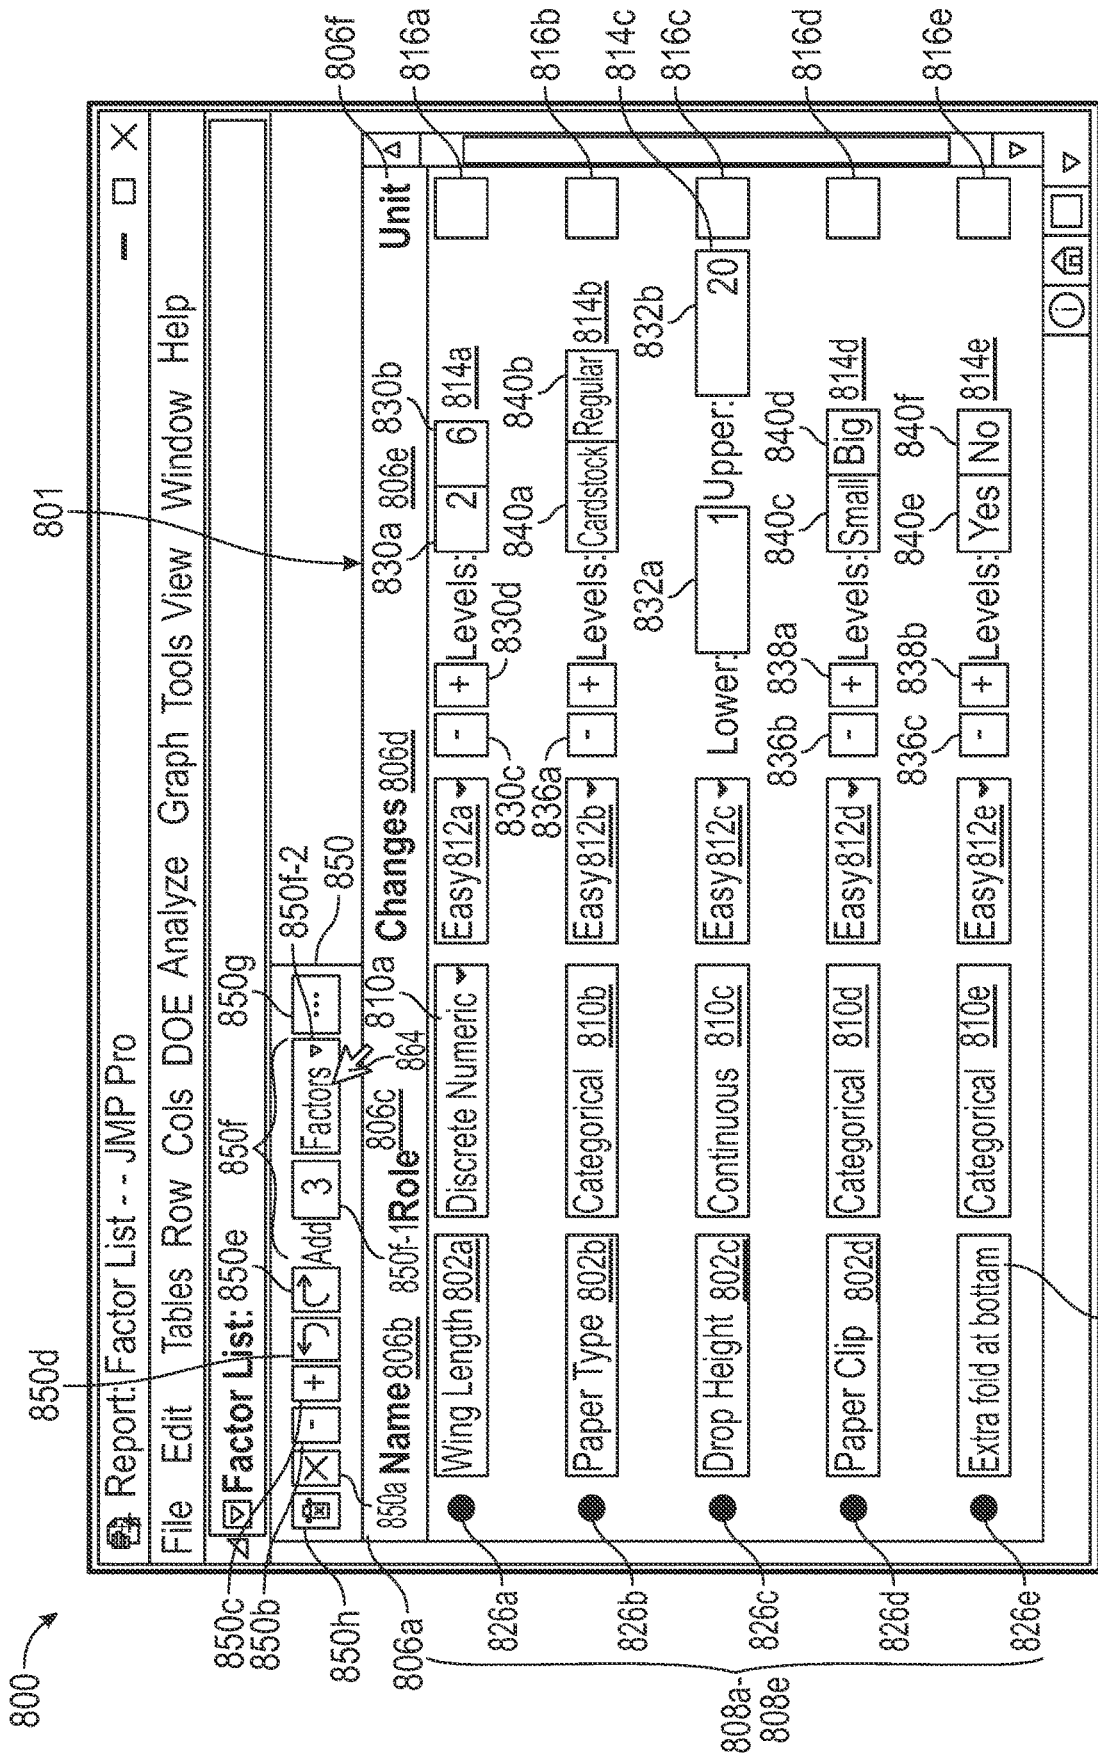 800
801
Report:Factor List - - JMP Pro
File Edit Tables Row Cols DOE Analyze Graph Tools View Window Help
850d
Factor List: 850e 850f 850g
850c
850b
850h
- + Add 3 Factors ...
850f-2
850
864
850a
850f-1
806a
Name 806b Role 806c Changes 806d 806e Unit 806f
810a 830a 830b
826a Wing Length 802a Discrete Numeric Easy 812a - + Levels: 2 6 814a 816a
830c 830d
836a 840a 840b
826b Paper Type 802b Categorical 810b Easy 812b - + Levels: Cardstock Regular 814b 816b
832a 832b 814c
826c Drop Height 802c Continuous 810c Easy 812c Lower: 1 Upper: 20 816c
836b 838a 840c 840d
826d Paper Clip 802d Categorical 810d Easy 812d - + Levels: Small Big 814d 816d
836c 838b 840e 840f
826e Extra fold at bottam Categorical 810e Easy 812e - + Levels: Yes No 814e 816e
808a-
808e